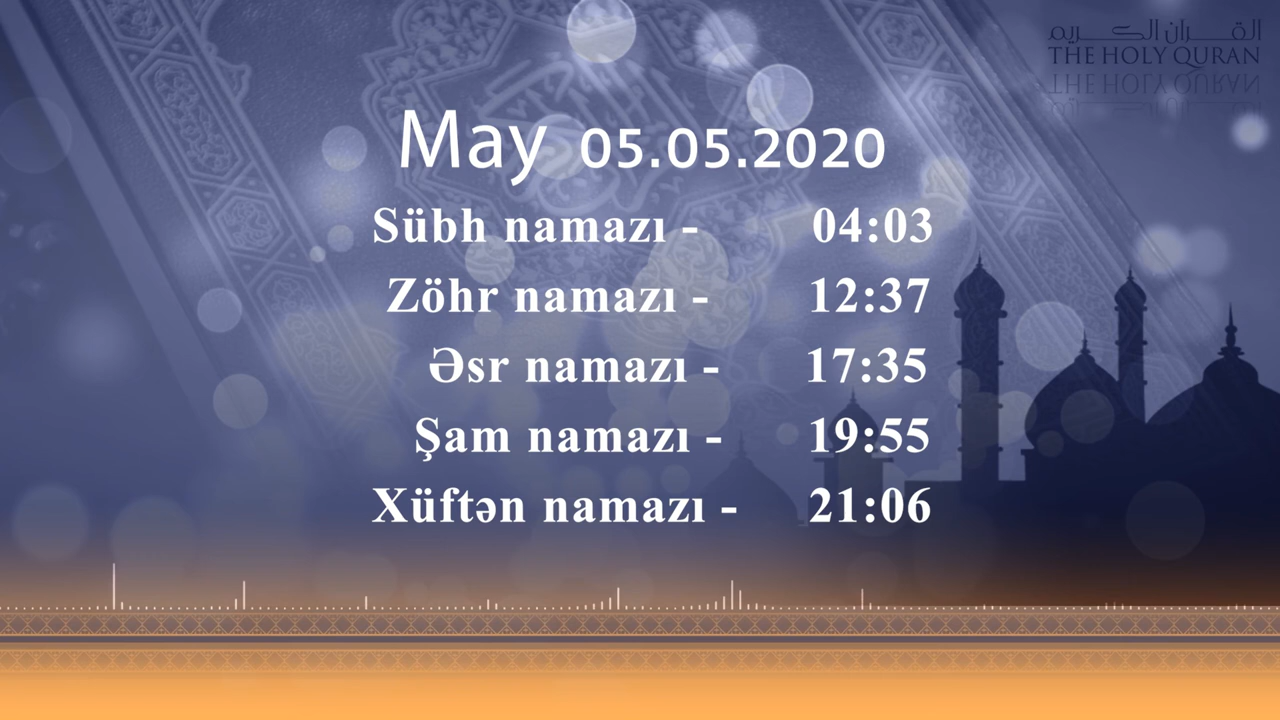 القرآن الكريم
THE HOLY QURAN
May 05.05.2020
Sübh namazı - 04:03
Zöhr namazı - 12:37
Əsr namazı - 17:35
Şam namazı - 19:55
Xüftən namazı - 21:06